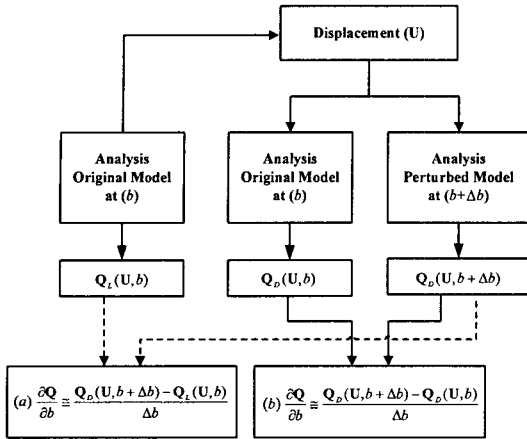 Displacement (U)
Analysis
Original Model
at (b)
Analysis
Original Model
at (b)
Analysis
Perturbed Model
at (b+Δb)
Q_L(U,b)
Q_D(U,b)
Q_D(U,b + Δb)
(a) ∂Q/∂b ≅ (Q_D(U,b + Δb) − Q_L(U,b))/Δb
(b) ∂Q/∂b ≅ (Q_D(U,b + Δb) − Q_D(U,b))/Δb